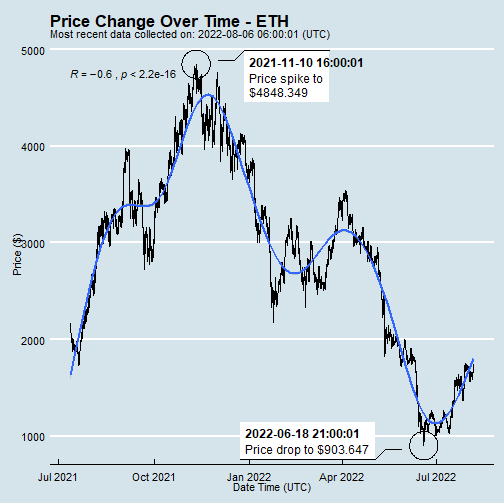 Price Change Over Time - ETH
Most recent data collected on: 2022-08-06 06:00:01 (UTC)
5000
R = −0.6 , p < 2.2e-16
2021-11-10 16:00:01
Price spike to
$4848.349
4000
3000
Price ($)
2000
2022-06-18 21:00:01
Price drop to $903.647
1000
Jul 2021
Oct 2021
Jan 2022
Apr 2022
Jul 2022
Date Time (UTC)